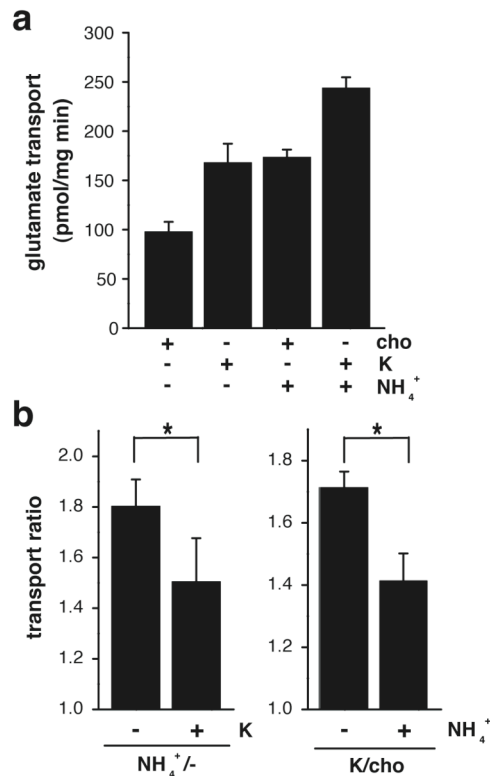 a
glutamate transport
(pmol/mg min)
300
250
200
150
100
50
0
+ - + - cho
- + - + K
- - + + NH₄⁺
b
transport ratio
2.0
1.8
1.6
1.4
1.2
1.0
*
- + K
NH₄⁺/-
1.8
1.6
1.4
1.2
1.0
*
- + NH₄⁺
K/cho